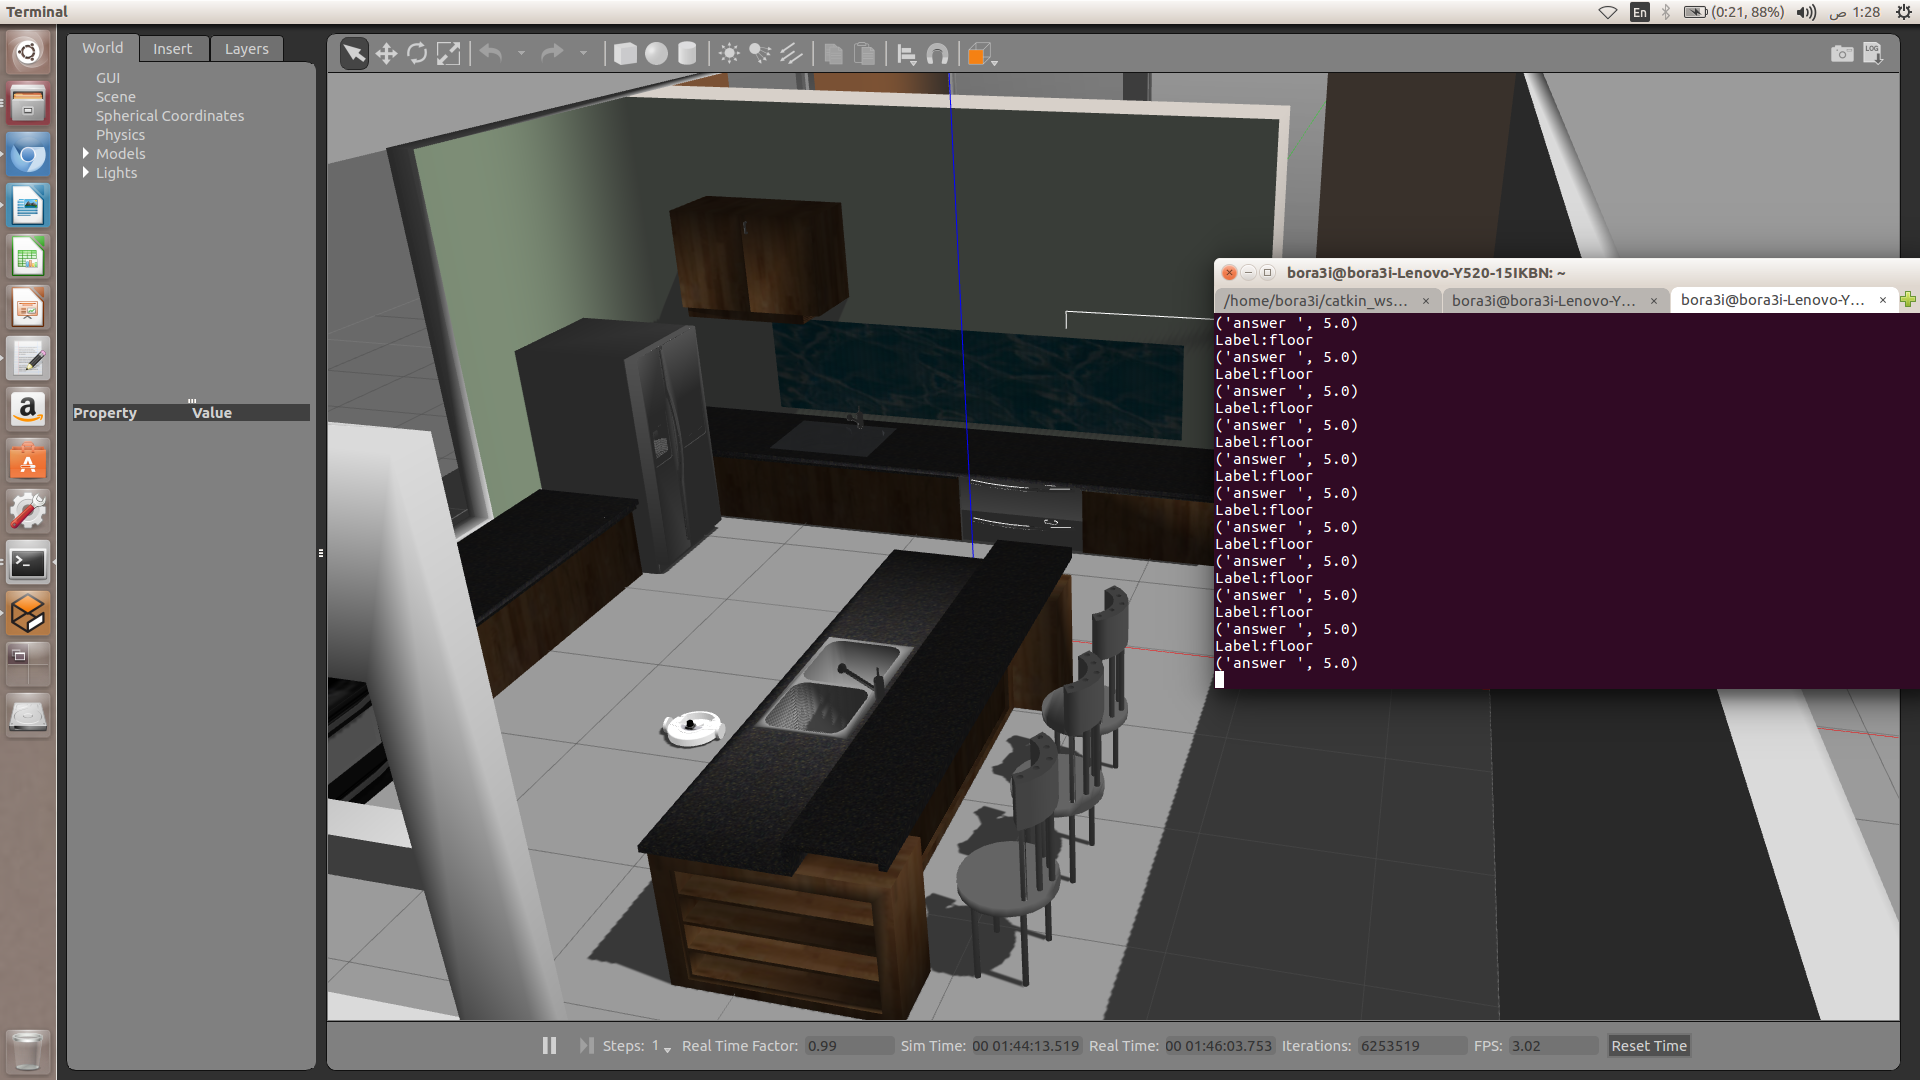 Terminal
En
(0:21, 88%)
1:28 ص
World
Insert
Layers
GUI
Scene
Spherical Coordinates
Physics
Models
Lights
Property Value
LOG
bora3i@bora3i-Lenovo-Y520-15IKBN: ~
/home/bora3i/catkin_ws... ×
bora3i@bora3i-Lenovo-Y... ×
bora3i@bora3i-Lenovo-Y... ×
('answer ', 5.0)
Label:floor
('answer ', 5.0)
Label:floor
('answer ', 5.0)
Label:floor
('answer ', 5.0)
Label:floor
('answer ', 5.0)
Label:floor
('answer ', 5.0)
Label:floor
('answer ', 5.0)
Label:floor
('answer ', 5.0)
Label:floor
('answer ', 5.0)
Label:floor
('answer ', 5.0)
Label:floor
('answer ', 5.0)
Steps: 1 Real Time Factor: 0.99 Sim Time: 00 01:44:13.519 Real Time: 00 01:46:03.753 Iterations: 6253519 FPS: 3.02 Reset Time